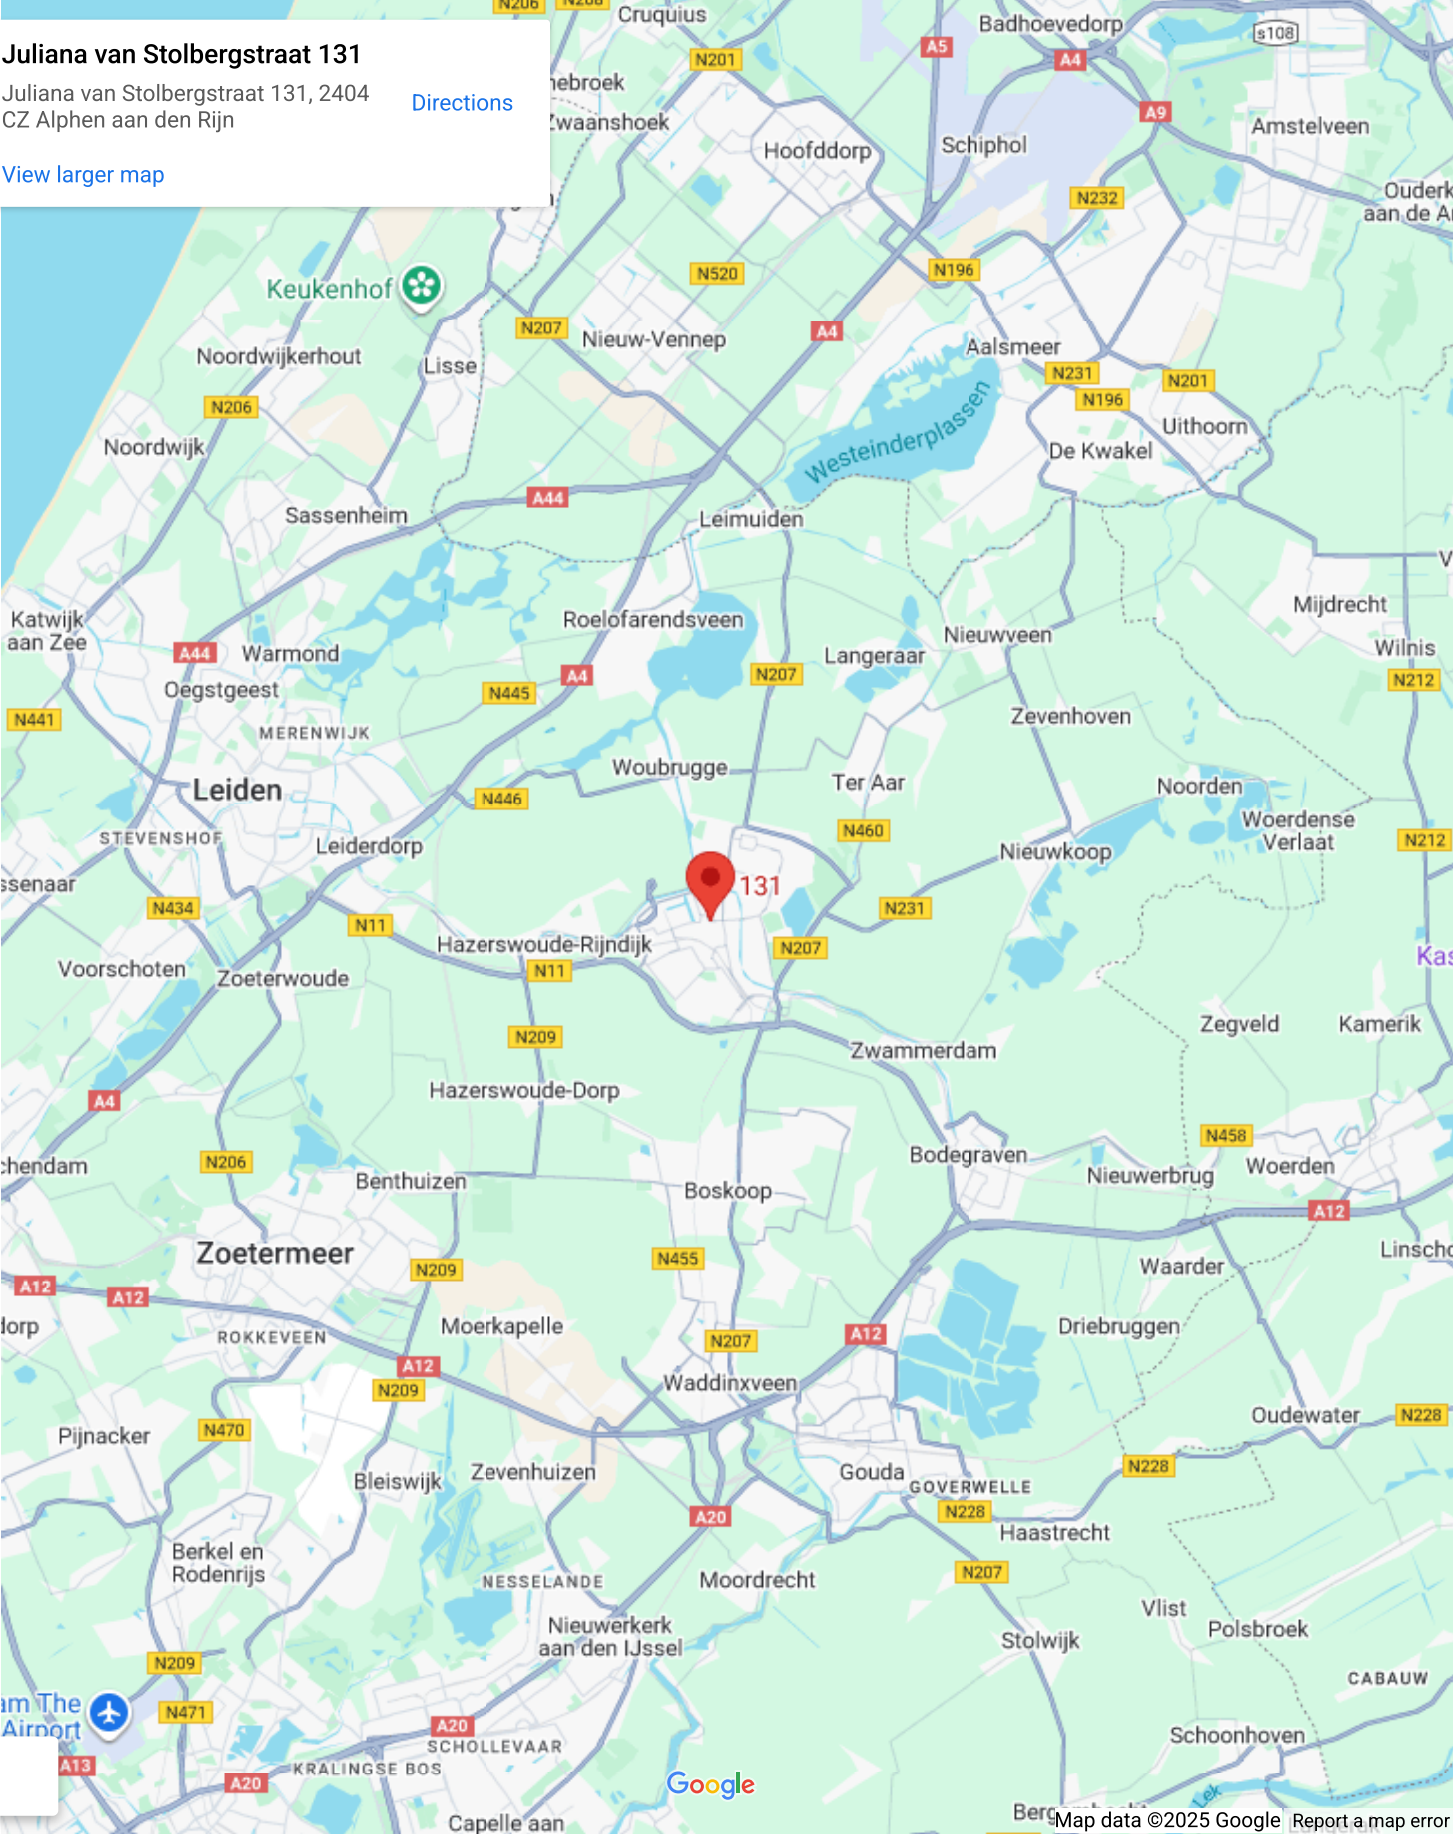 Juliana van Stolbergstraat 131
Juliana van Stolbergstraat 131, 2404
CZ Alphen aan den Rijn
Directions
View larger map
N206
Cruquius
Badhoevedorp
s108
A5
A4
N201
A9
Zwaanshoek
Hoofddorp
Schiphol
Amstelveen
N232
Keukenhof
N520
N196
N207
Nieuw-Vennep
A4
Aalsmeer
Noordwijkerhout
Lisse
N231
N201
N196
N206
Westeinderplassen
Uithoorn
Noordwijk
De Kwakel
A44
Sassenheim
Leimuiden
Katwijk
aan Zee
Roelofarendsveen
Mijdrecht
Nieuwveen
Wilnis
A44
Warmond
Langeraar
A4
N207
N212
Oegstgeest
N445
N441
Zevenhoven
MERENWIJK
Woubrugge
Ter Aar
Leiden
Noorden
N446
Woerdense
Verlaat
STEVENSHOF
N460
N212
Leiderdorp
Nieuwkoop
131
N434
N231
N11
Hazerswoude-Rijndijk
N207
Voorschoten
Zoeterwoude
N11
Zegveld
Kamerik
N209
Zwammerdam
Hazerswoude-Dorp
A4
N458
N206
Bodegraven
Woerden
Benthuizen
Nieuwerbrug
Boskoop
A12
Zoetermeer
N455
N209
Waarder
A12
A12
Moerkapelle
Driebruggen
ROKKEVEEN
A12
N207
A12
N209
Waddinxveen
Oudewater
N228
N470
Pijnacker
Bleiswijk
Zevenhuizen
Gouda
N228
GOVERWELLE
N228
A20
Haastrecht
Berkel en
Rodenrijs
N207
NESSELANDE
Moordrecht
Vlist
Nieuwerkerk
aan den IJssel
Stolwijk
Polsbroek
N209
CABAUW
am The
Airport
N471
A20
Schoonhoven
SCHOLLEVAAR
A13
KRALINGSE BOS
A20
Google
Lek
Capelle aan
Map data ©2025 Google
Report a map error